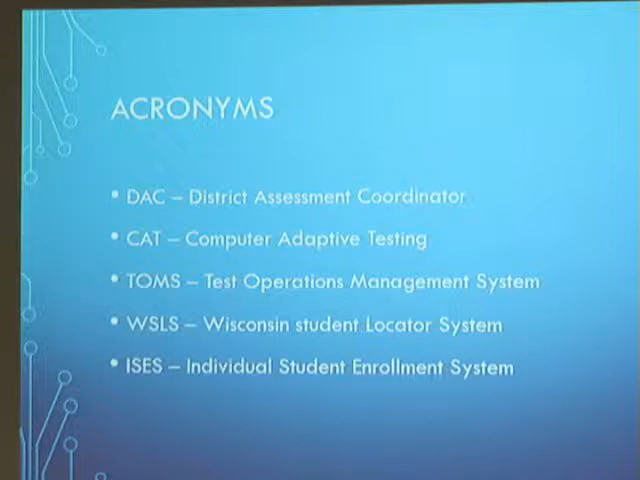 ACRONYMS
• DAC – District Assessment Coordinator
• CAT – Computer Adaptive Testing
• TOMS – Test Operations Management System
• WSLS – Wisconsin student Locator System
• ISES – Individual Student Enrollment System